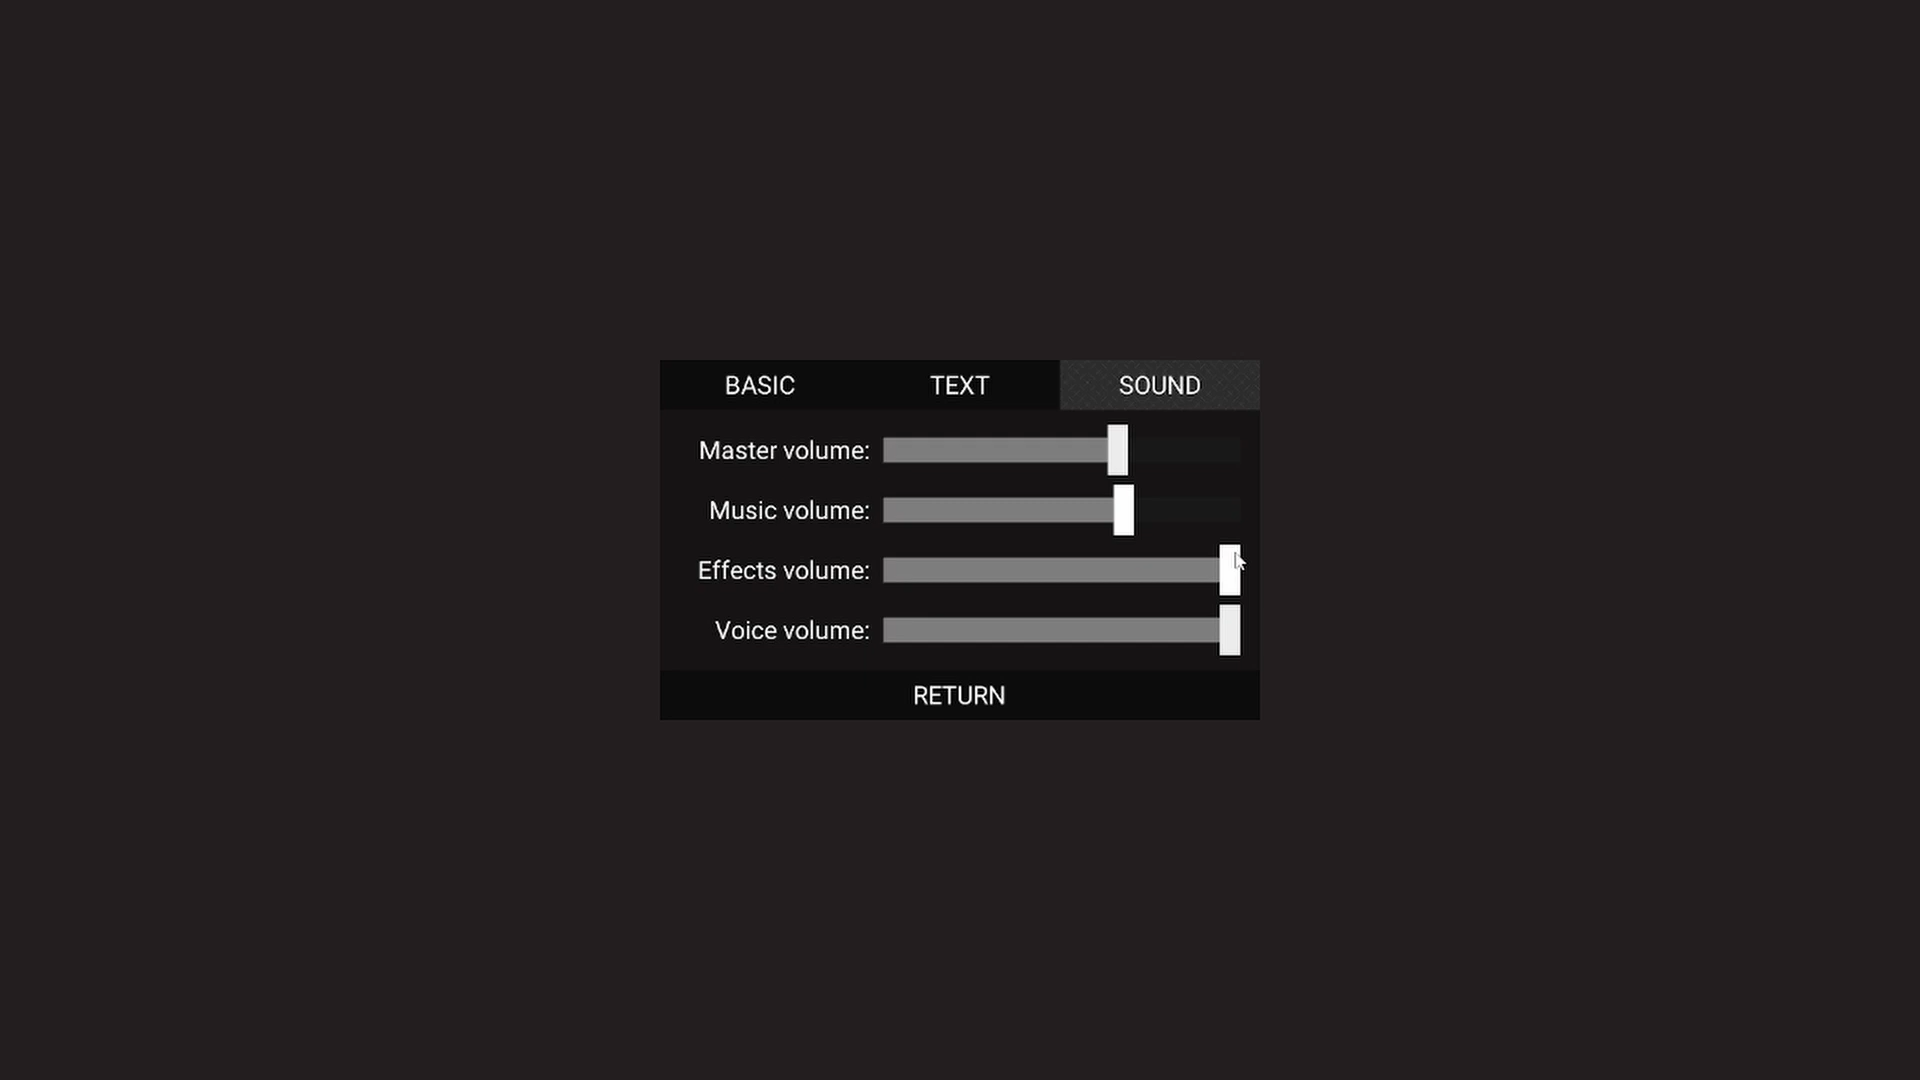 BASIC TEXT SOUND
Master volume:
Music volume:
Effects volume:
Voice volume:
RETURN